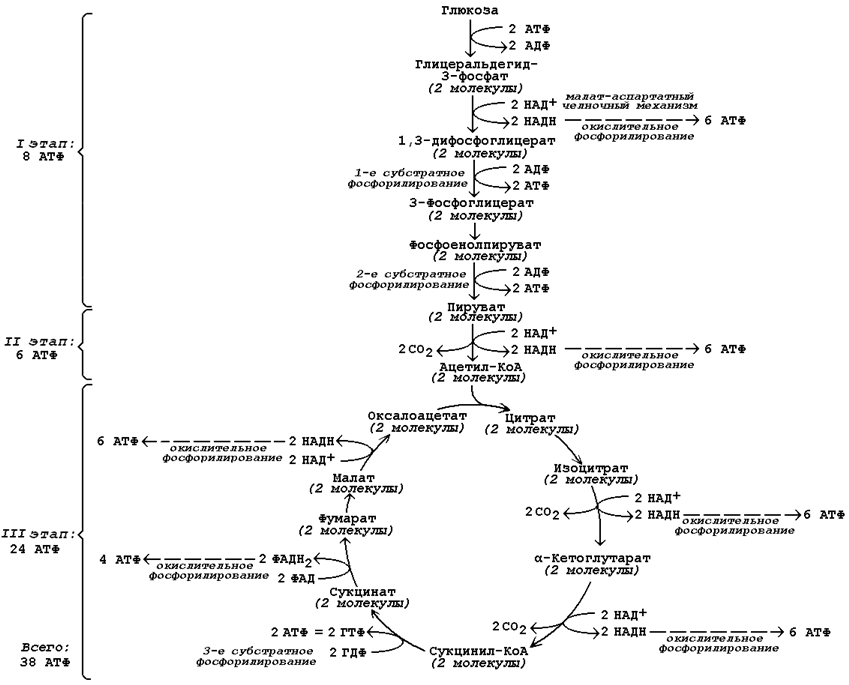 Глюкоза
2 АТФ
2 АДФ
Глицеральдегид-
3-фосфат
(2 молекулы)
2 НАД+ малат-аспартатный
челночный механизм
2 НАДН
окислительное
фосфорилирование
6 АТФ
I этап:
8 АТФ
1,3-дифосфоглицерат
(2 молекулы)
1-е субстратное
фосфорилирование
2 АДФ
2 АТФ
3-Фосфоглицерат
(2 молекулы)
Фосфоенолпируват
(2 молекулы)
2-е субстратное
фосфорилирование
2 АДФ
2 АТФ
Пируват
(2 молекулы)
II этап:
6 АТФ
2 НАД+
2CO2
2 НАДН
окислительное
фосфорилирование
6 АТФ
Ацетил-КоА
(2 молекулы)
Оксалоацетат
(2 молекулы)
Цитрат
(2 молекулы)
6 АТФ
окислительное
фосфорилирование
2 НАДН
2 НАД+
Изоцитрат
(2 молекулы)
Малат
(2 молекулы)
2 НАД+
2CO2
2 НАДН
окислительное
фосфорилирование
6 АТФ
Фумарат
(2 молекулы)
III этап:
24 АТФ
4 АТФ
окислительное
фосфорилирование
2 ФАДН2
2 ФАД
α-Кетоглутарат
(2 молекулы)
Сукцинат
(2 молекулы)
2 НАД+
2CO2
2 НАДН
окислительное
фосфорилирование
6 АТФ
2 АТФ = 2 ГТФ
3-е субстратное
фосфорилирование
2 ГДФ
Сукцинил-КоА
(2 молекулы)
Всего:
38 АТФ